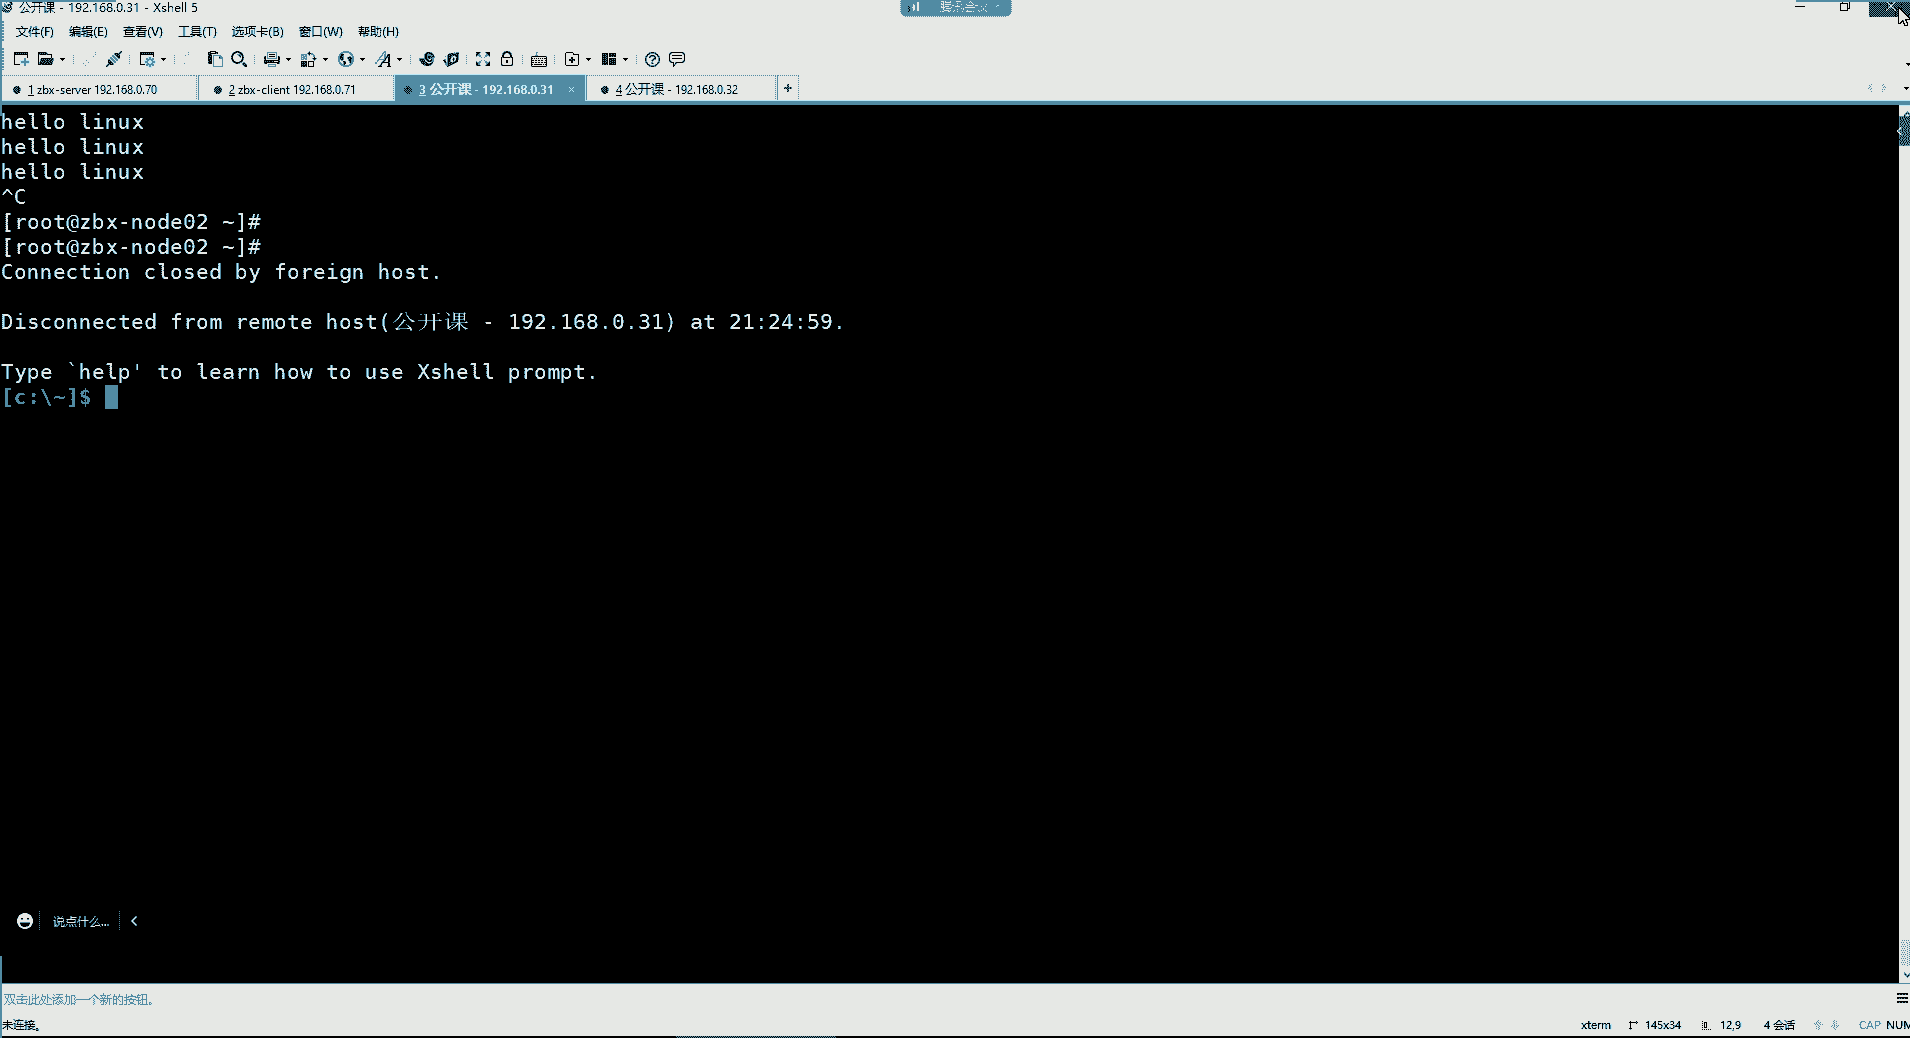 公开课 - 192.168.0.31 - Xshell 5
腾讯会议
文件(F) 编辑(E) 查看(V) 工具(T) 选项卡(B) 窗口(W) 帮助(H)
1 zbx-server 192.168.0.70 2 zbx-client 192.168.0.71 3 公开课 - 192.168.0.31 × 4 公开课 - 192.168.0.32 +
hello linux
hello linux
hello linux
^C
[root@zbx-node02 ~]#
[root@zbx-node02 ~]#
Connection closed by foreign host.
Disconnected from remote host(公开课 - 192.168.0.31) at 21:24:59.
Type `help' to learn how to use Xshell prompt.
[c:\~]$
说点什么...
双击此处添加一个新的按钮。
未连接。 xterm 145x34 12,9 4 会话 CAP NUM